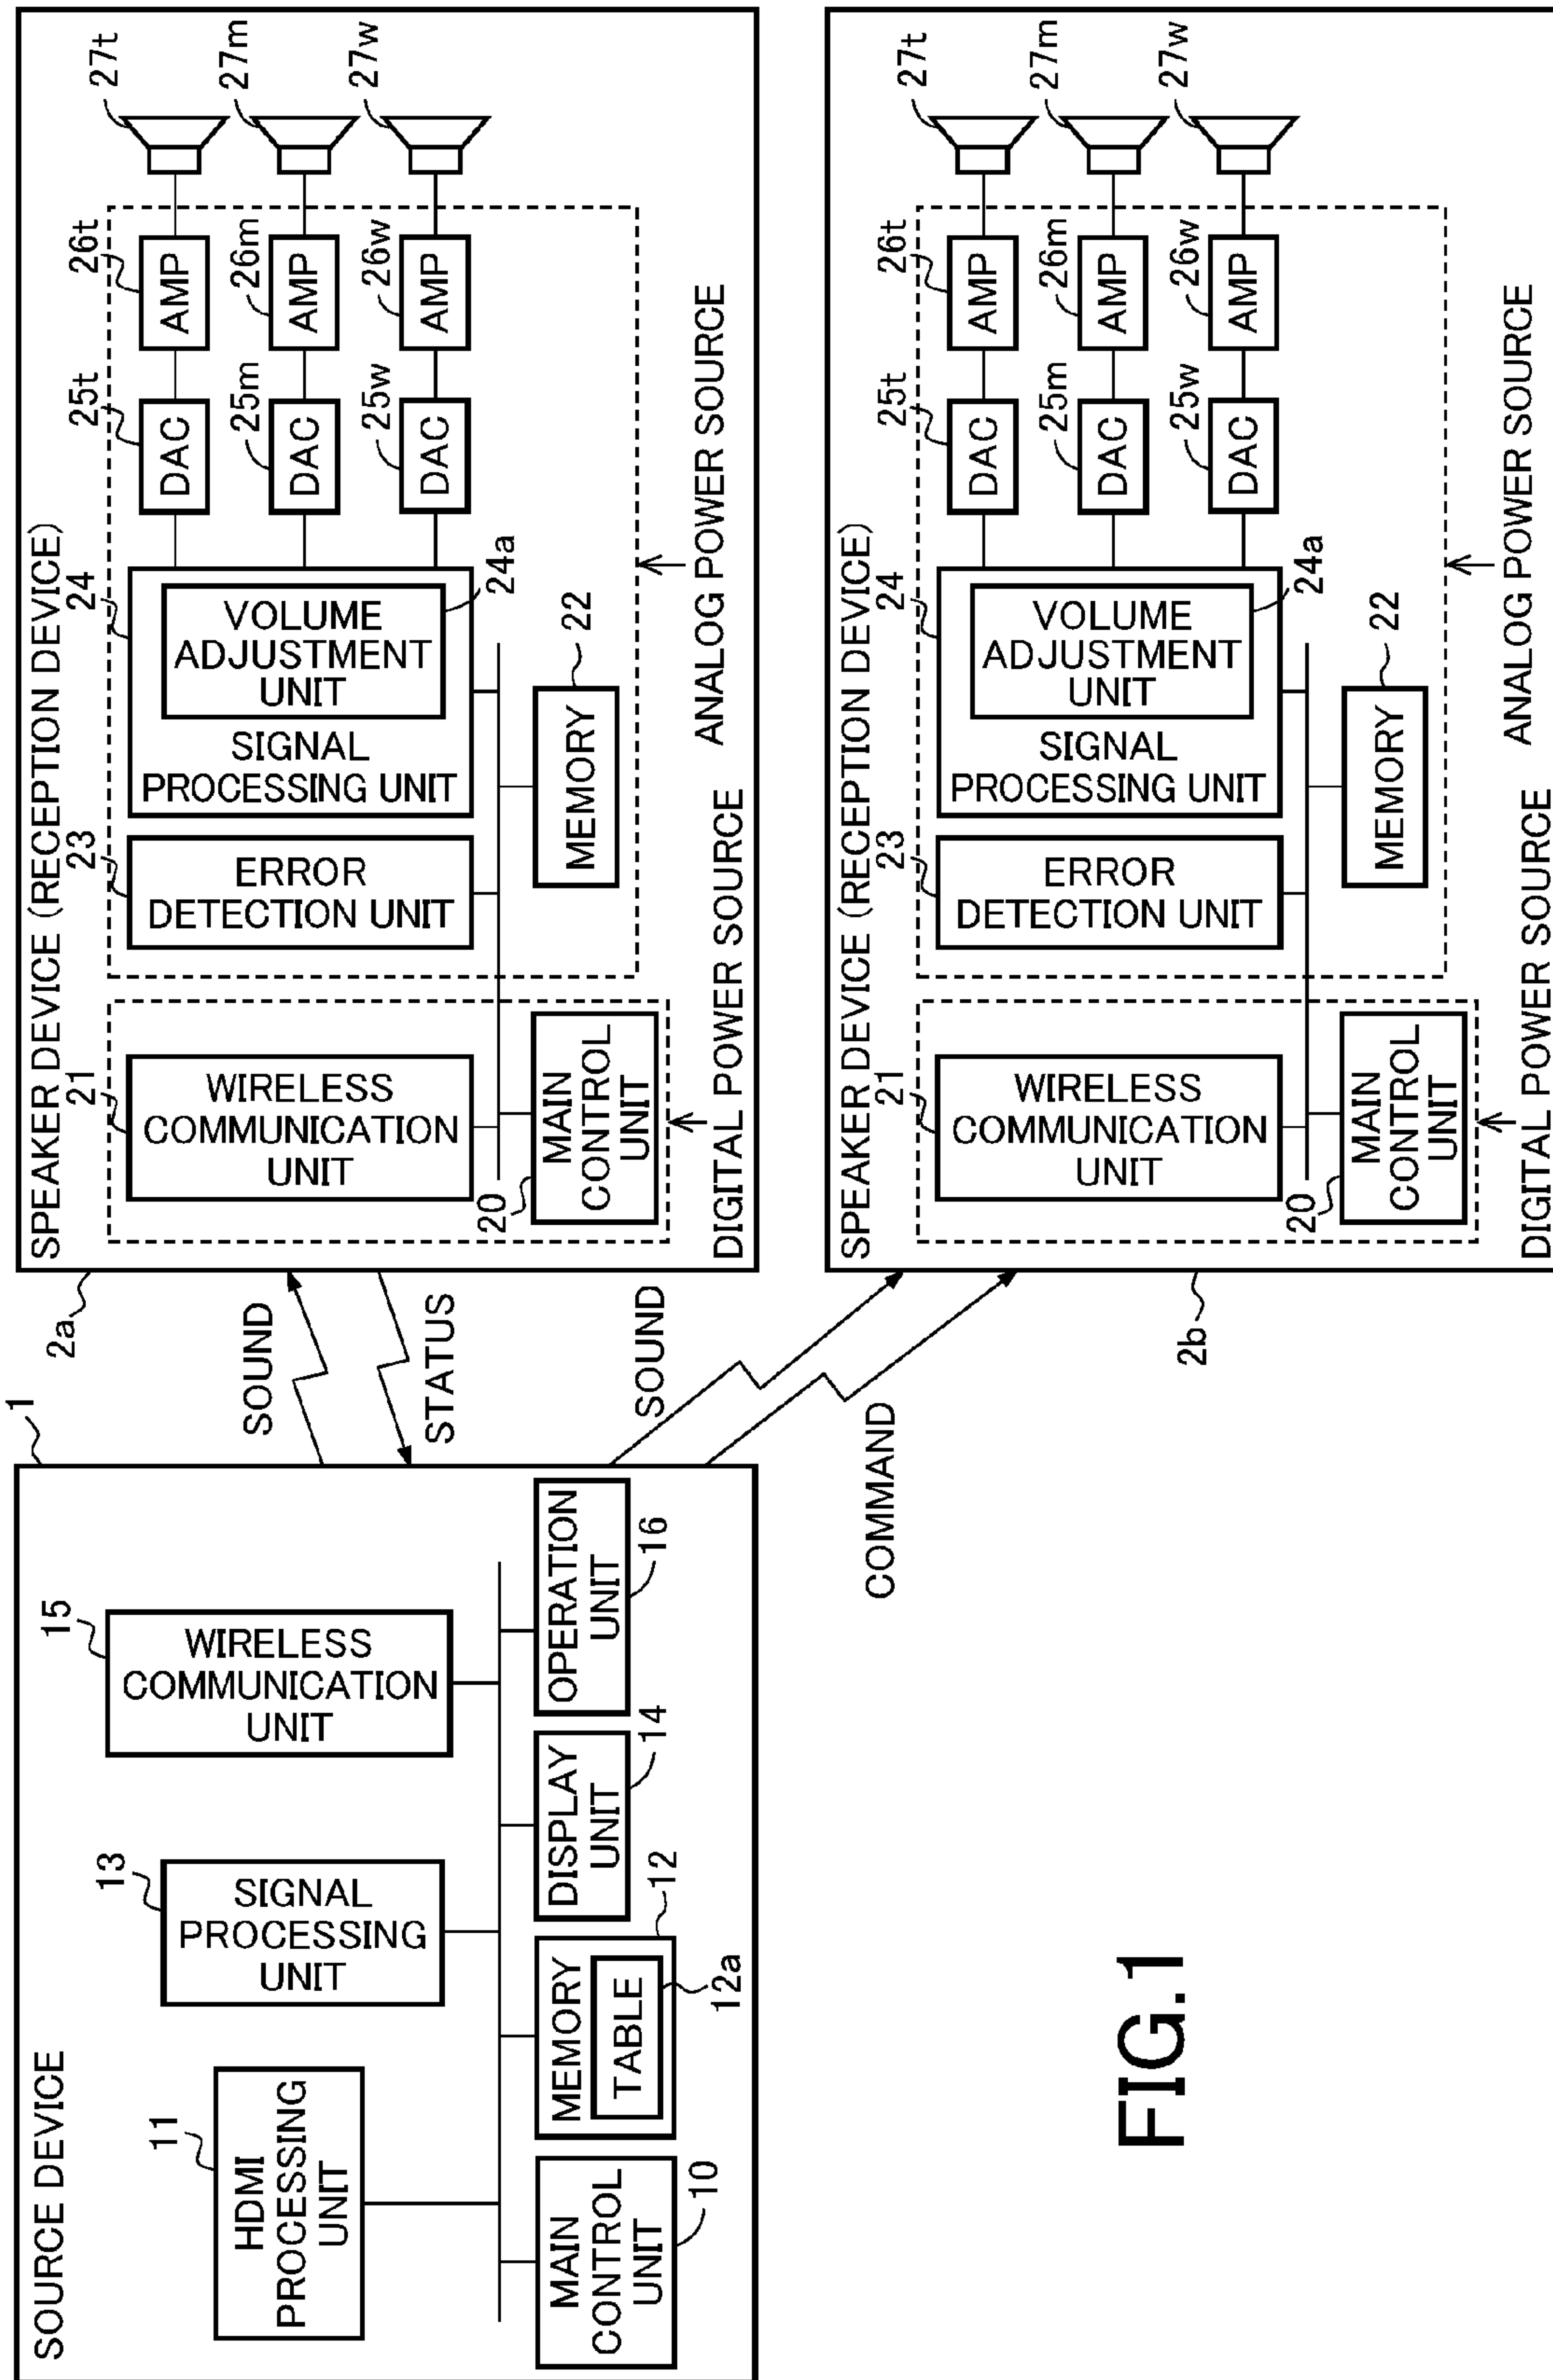 SOURCE DEVICE
1
11
HDMI
PROCESSING
UNIT
13
SIGNAL
PROCESSING
UNIT
15
WIRELESS
COMMUNICATION
UNIT
MAIN
CONTROL
UNIT
10
MEMORY
TABLE
12
12a
DISPLAY
UNIT
14
OPERATION
UNIT
16
SOUND
STATUS
SOUND
COMMAND
2a
SPEAKER DEVICE (RECEPTION DEVICE)
21
WIRELESS
COMMUNICATION
UNIT
20
MAIN
CONTROL
UNIT
DIGITAL POWER SOURCE
23
ERROR
DETECTION UNIT
24
VOLUME
ADJUSTMENT
UNIT
24a
SIGNAL
PROCESSING UNIT
MEMORY
22
25t
DAC
26t
AMP
27t
25m
DAC
26m
AMP
27m
25w
DAC
26w
AMP
27w
ANALOG POWER SOURCE
2b
SPEAKER DEVICE (RECEPTION DEVICE)
21
WIRELESS
COMMUNICATION
UNIT
20
MAIN
CONTROL
UNIT
DIGITAL POWER SOURCE
23
ERROR
DETECTION UNIT
24
VOLUME
ADJUSTMENT
UNIT
24a
SIGNAL
PROCESSING UNIT
MEMORY
22
25t
DAC
26t
AMP
27t
25m
DAC
26m
AMP
27m
25w
DAC
26w
AMP
27w
ANALOG POWER SOURCE
FIG.1